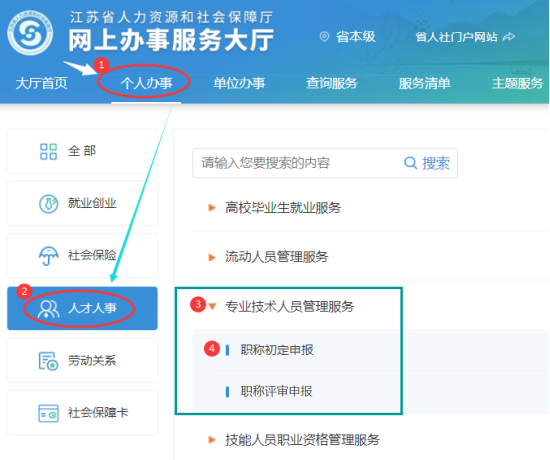 江苏省人力资源和社会保障厅
网上办事服务大厅
省本级
省人社门户网站
1
大厅首页 个人办事 单位办事 查询服务 服务清单 主题服务
全部
就业创业
社会保险
2
人才人事
劳动关系
社会保障卡
请输入您要搜索的内容 搜索
高校毕业生就业服务
流动人员管理服务
3 专业技术人员管理服务
4 职称初定申报
职称评审申报
技能人员职业资格管理服务